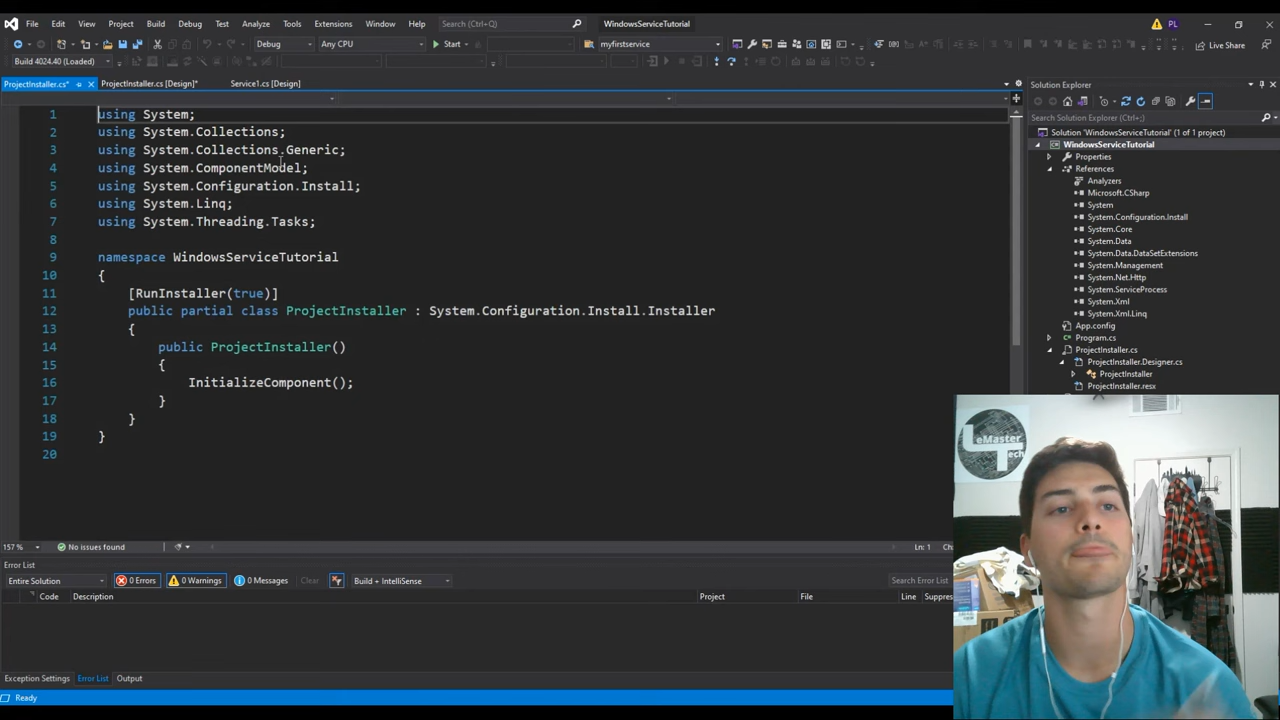 File Edit View Project Build Debug Test Analyze Tools Extensions Window Help Search (Ctrl+Q) WindowsServiceTutorial PL
Debug Any CPU Start myfirstservice Live Share
Build 4024.40 (Loaded)
ProjectInstaller.cs* ProjectInstaller.cs [Design]* Service1.cs [Design]
1 using System;
2 using System.Collections;
3 using System.Collections.Generic;
4 using System.ComponentModel;
5 using System.Configuration.Install;
6 using System.Linq;
7 using System.Threading.Tasks;
8
9 namespace WindowsServiceTutorial
10 {
11 [RunInstaller(true)]
12 public partial class ProjectInstaller : System.Configuration.Install.Installer
13 {
14 public ProjectInstaller()
15 {
16 InitializeComponent();
17 }
18 }
19 }
20
157 % No issues found Ln: 1 Ch:
Error List
Entire Solution 0 Errors 0 Warnings 0 Messages Clear Build + IntelliSense Search Error List
Code Description Project File Line Suppres
Exception Settings Error List Output
Ready
Solution Explorer
Search Solution Explorer (Ctrl+;)
Solution 'WindowsServiceTutorial' (1 of 1 project)
WindowsServiceTutorial
Properties
References
Analyzers
Microsoft.CSharp
System
System.Configuration.Install
System.Core
System.Data
System.Data.DataSetExtensions
System.Management
System.Net.Http
System.ServiceProcess
System.Xml
System.Xml.Linq
App.config
Program.cs
ProjectInstaller.cs
ProjectInstaller.Designer.cs
ProjectInstaller
ProjectInstaller.resx
LeMaster
Tech